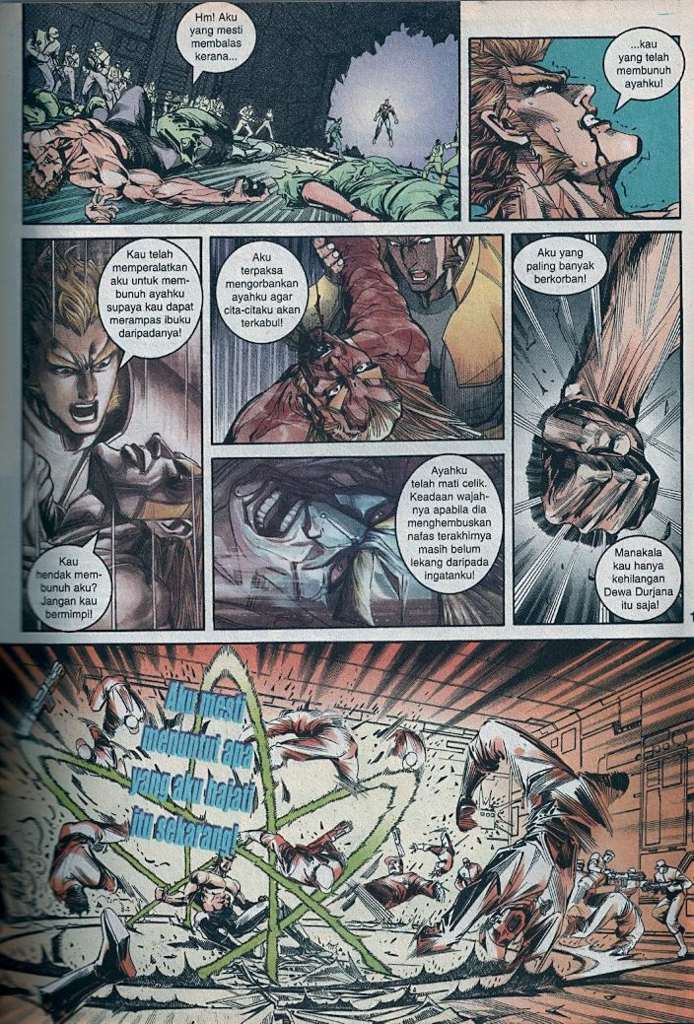 Hm! Aku
yang mesti
membalas
kerana...
...kau
yang telah
membunuh
ayahku!
Kau telah
memperalatkan
aku untuk mem-
bunuh ayahku
supaya kau dapat
merampas ibuku
daripadanya!
Kau
hendak mem-
bunuh aku?
Jangan kau
bermimpi!
Aku
terpaksa
mengorbankan
ayahku agar
cita-citaku akan
terkabul!
Ayahku
telah mati celik.
Keadaan wajah-
nya apabila dia
menghembuskan
nafas terakhirnya
masih belum
lekang daripada
ingatanku!
Aku yang
paling banyak
berkorban!
Manakala
kau hanya
kehilangan
Dewa Durjana
itu saja!
Aku mesti
menuntut apa
yang aku hajati
itu sekarang!